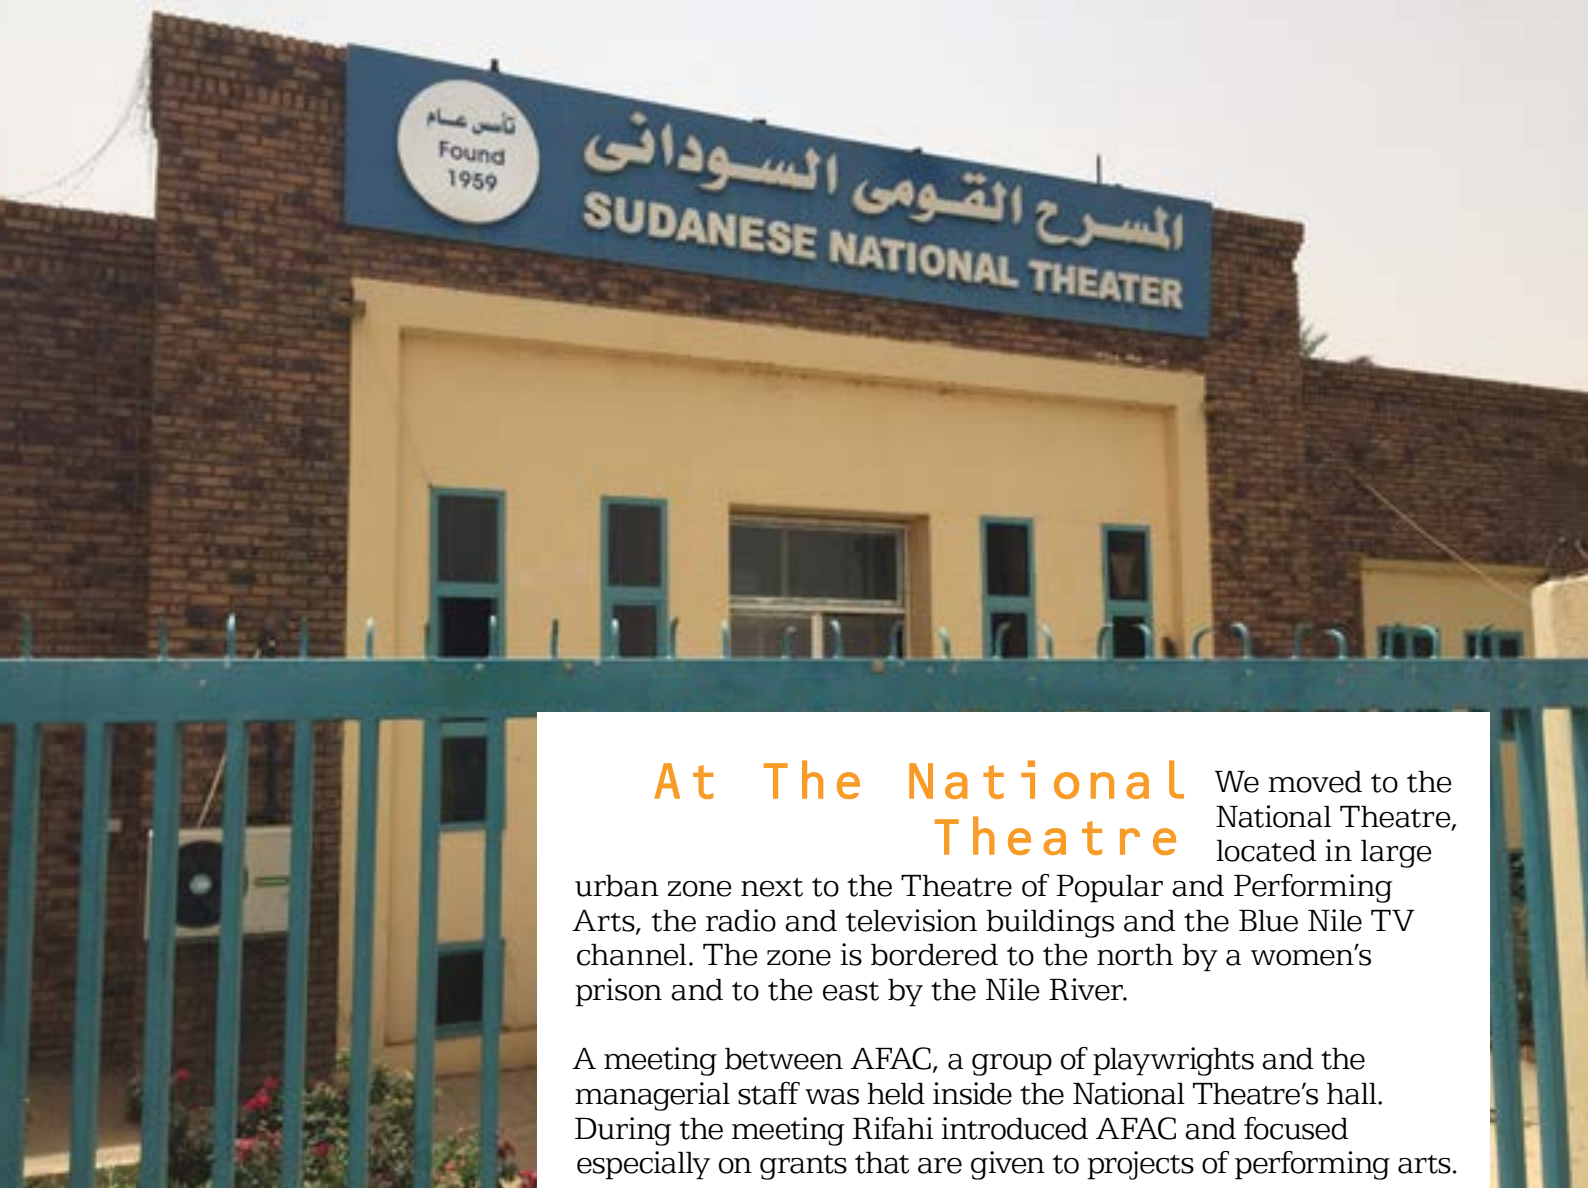 تأسس عام
Found
1959
المسرح القومى السودانى
SUDANESE NATIONAL THEATER
At The National
Theatre
We moved to the
National Theatre,
located in large
urban zone next to the Theatre of Popular and Performing
Arts, the radio and television buildings and the Blue Nile TV
channel. The zone is bordered to the north by a women’s
prison and to the east by the Nile River.
A meeting between AFAC, a group of playwrights and the
managerial staff was held inside the National Theatre’s hall.
During the meeting Rifahi introduced AFAC and focused
especially on grants that are given to projects of performing arts.